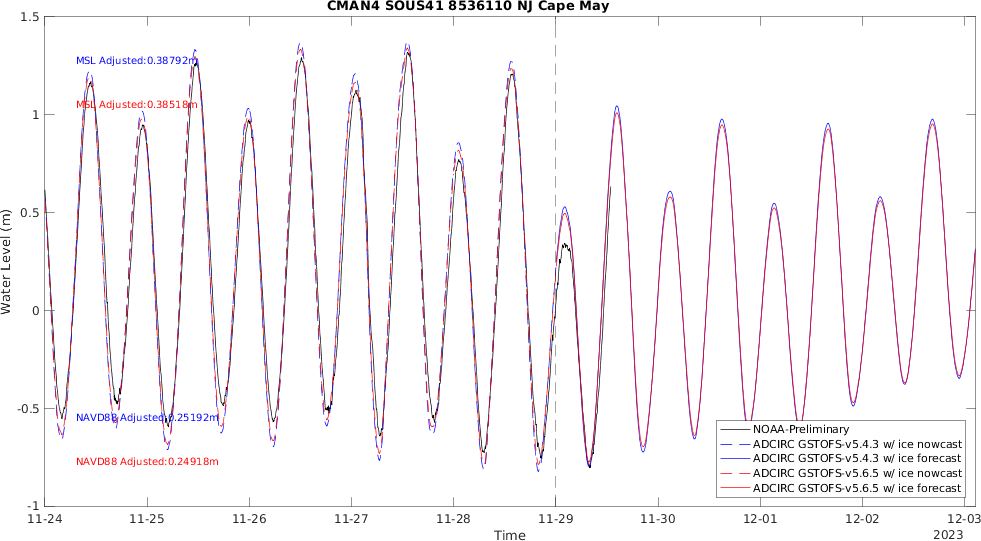 CMAN4 SOUS41 8536110 NJ Cape May
1.5
1
0.5
0
-0.5
-1
Water Level (m)
MSL Adjusted:0.38792m
MSL Adjusted:0.38518m
NAVD88 Adjusted:0.25192m
NAVD88 Adjusted:0.24918m
NOAA-Preliminary
ADCIRC GSTOFS-v5.4.3 w/ ice nowcast
ADCIRC GSTOFS-v5.4.3 w/ ice forecast
ADCIRC GSTOFS-v5.6.5 w/ ice nowcast
ADCIRC GSTOFS-v5.6.5 w/ ice forecast
11-24 11-25 11-26 11-27 11-28 11-29 11-30 12-01 12-02 12-03
Time
2023